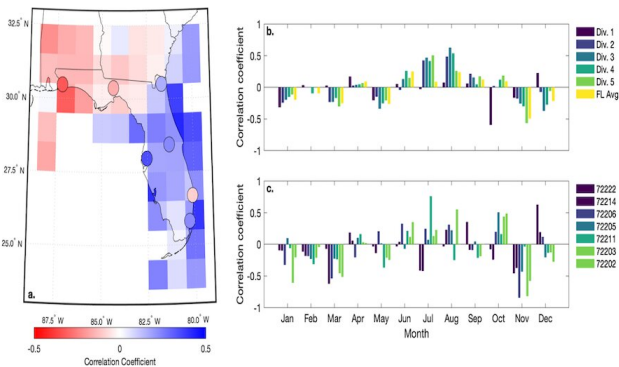 32.5° N
30.0° N
27.5° N
25.0° N
a.
87.5° W 85.0° W 82.5° W 80.0° W
-0.5 0 0.5
Correlation Coefficient
b.
Correlation coefficient
1
0.5
0
-0.5
-1
Div. 1
Div. 2
Div. 3
Div. 4
Div. 5
FL Avg
c.
Correlation coefficient
1
0.5
0
-0.5
-1
Jan Feb Mar Apr May Jun Jul Aug Sep Oct Nov Dec
Month
72222
72214
72206
72205
72211
72203
72202